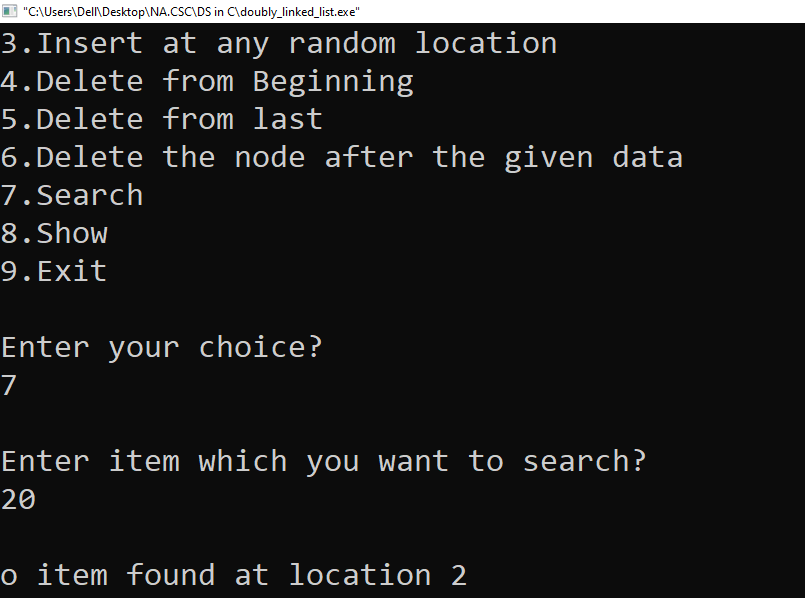 "C:\Users\Dell\Desktop\NA.CSC\DS in C\doubly_linked_list.exe"
3.Insert at any random location
4.Delete from Beginning
5.Delete from last
6.Delete the node after the given data
7.Search
8.Show
9.Exit
Enter your choice?
7
Enter item which you want to search?
20
o item found at location 2